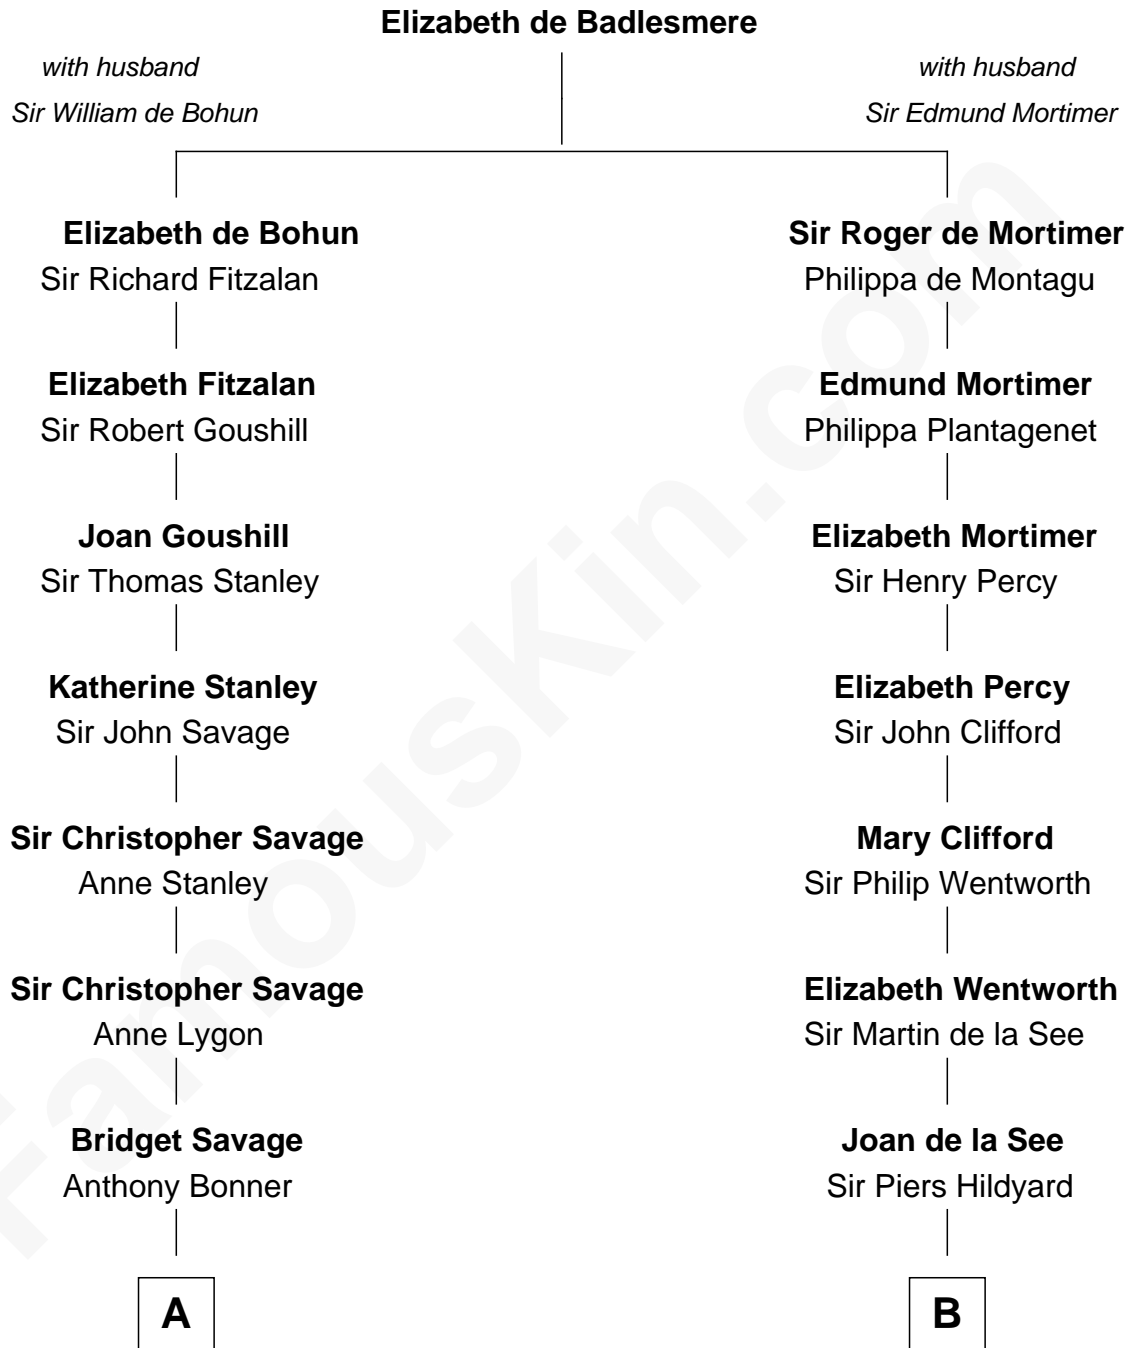 Elizabeth de Badlesmere
with husband
Sir William de Bohun
with husband
Sir Edmund Mortimer
Elizabeth de Bohun
Sir Richard Fitzalan
Sir Roger de Mortimer
Philippa de Montagu
Elizabeth Fitzalan
Sir Robert Goushill
Edmund Mortimer
Philippa Plantagenet
Joan Goushill
Sir Thomas Stanley
Elizabeth Mortimer
Sir Henry Percy
Katherine Stanley
Sir John Savage
Elizabeth Percy
Sir John Clifford
Sir Christopher Savage
Anne Stanley
Mary Clifford
Sir Philip Wentworth
Sir Christopher Savage
Anne Lygon
Elizabeth Wentworth
Sir Martin de la See
Bridget Savage
Anthony Bonner
Joan de la See
Sir Piers Hildyard
A
B
FamousKin.com